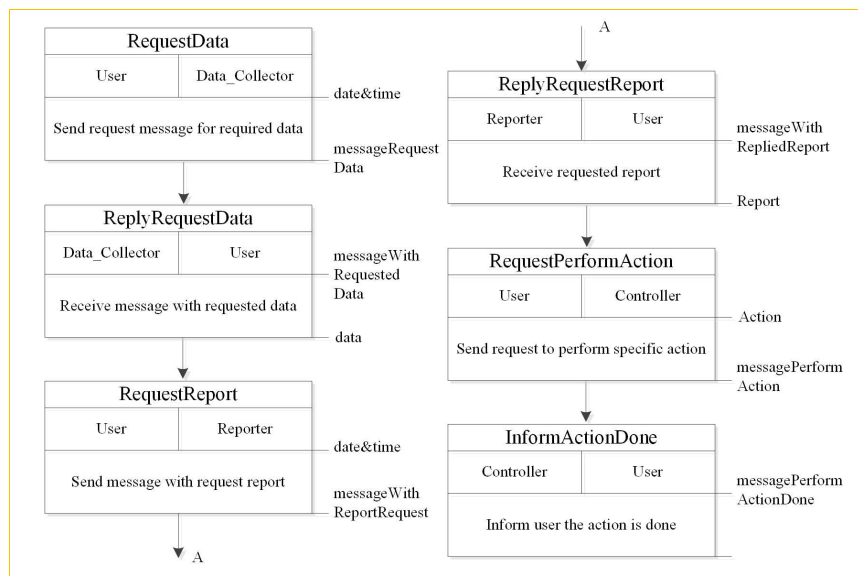 RequestData
User
Data_Collector
date&time
Send request message for required data
messageRequest
Data
ReplyRequestData
Data_Collector
User
messageWith
Requested
Data
Receive message with requested data
data
RequestReport
User
Reporter
date&time
Send message with request report
messageWith
ReportRequest
A
A
ReplyRequestReport
Reporter
User
messageWith
RepliedReport
Receive requested report
Report
RequestPerformAction
User
Controller
Action
Send request to perform specific action
messagePerform
Action
InformActionDone
Controller
User
messagePerform
ActionDone
Inform user the action is done